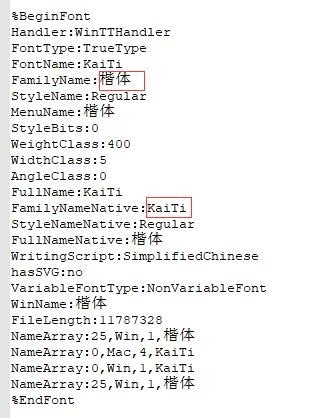 %BeginFont
Handler:WinTTHandler
FontType:TrueType
FontName:KaiTi
FamilyName:楷体
StyleName:Regular
MenuName:楷体
StyleBits:0
WeightClass:400
WidthClass:5
AngleClass:0
FullName:KaiTi
FamilyNameNative:KaiTi
StyleNameNative:Regular
FullNameNative:楷体
WritingScript:SimplifiedChinese
hasSVG:no
VariableFontType:NonVariableFont
WinName:楷体
FileLength:11787328
NameArray:25,Win,1,楷体
NameArray:0,Mac,4,KaiTi
NameArray:0,Win,1,KaiTi
NameArray:25,Win,1,楷体
%EndFont